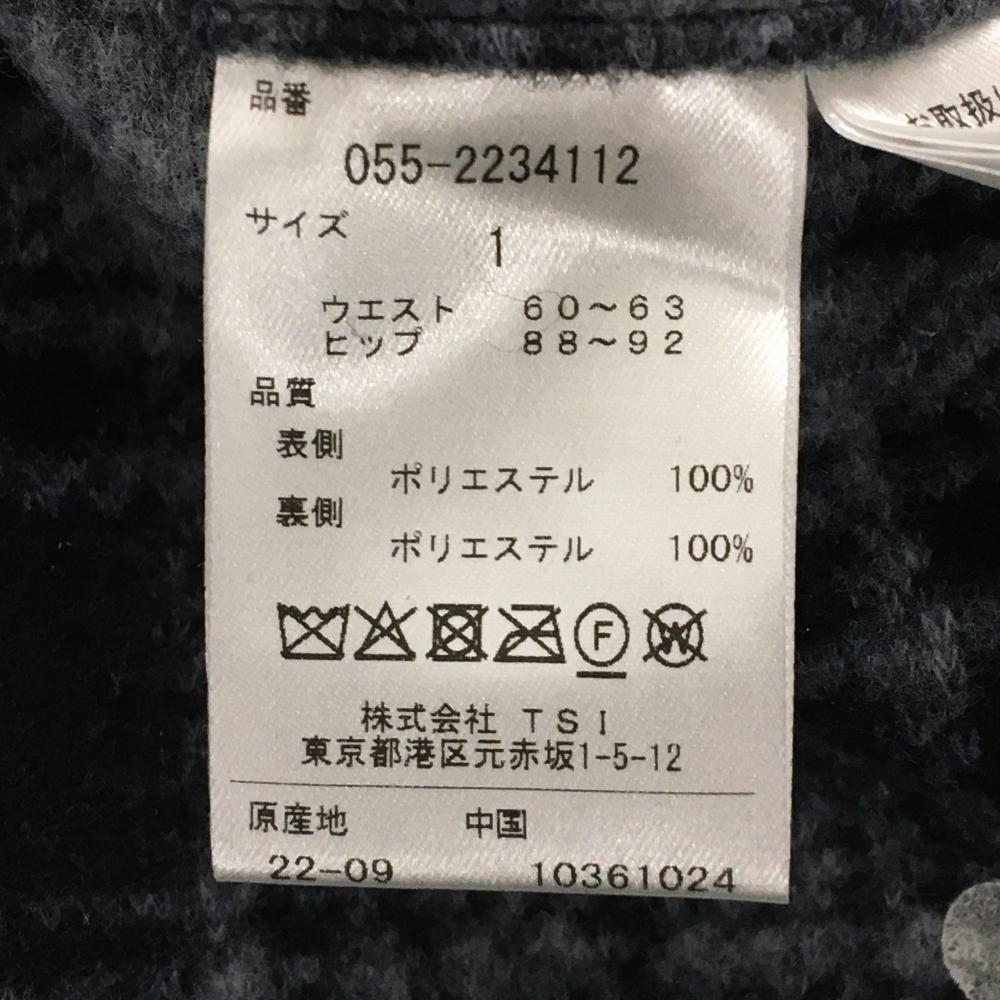 品番
055-2234112
サイズ
1
ウエスト 60～63
ヒップ 88～92
品質
表側
ポリエステル 100%
裏側
ポリエステル 100%
F
W
株式会社 TSI
東京都港区元赤坂1-5-12
原産地 中国
22-09 10361024
取扱